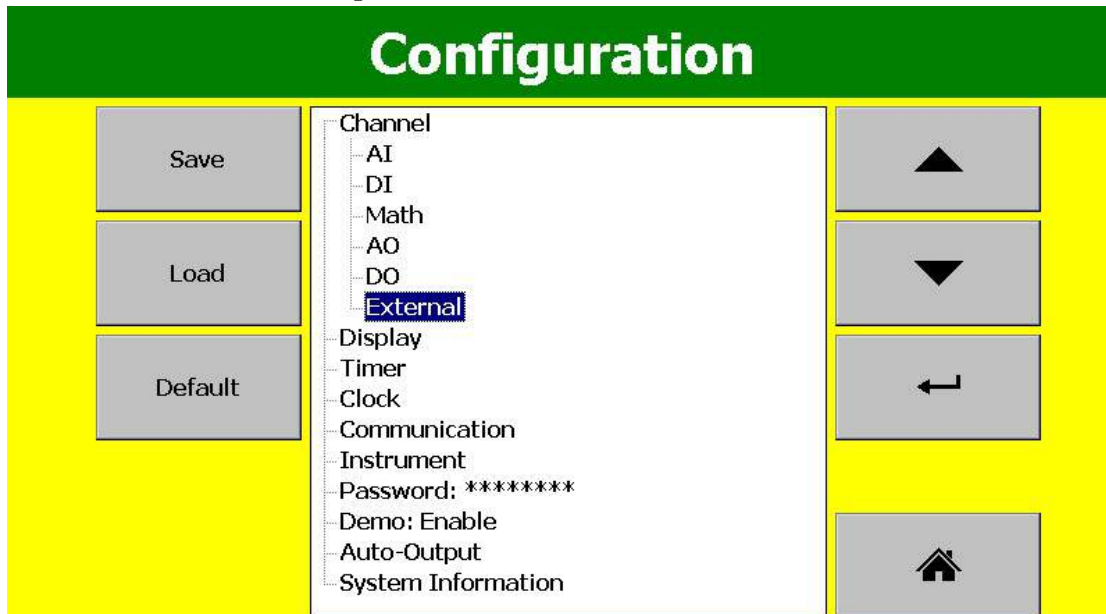 Configuration
Save
Load
Default
Channel
AI
DI
Math
AO
DO
External
Display
Timer
Clock
Communication
Instrument
Password: ********
Demo: Enable
Auto-Output
System Information